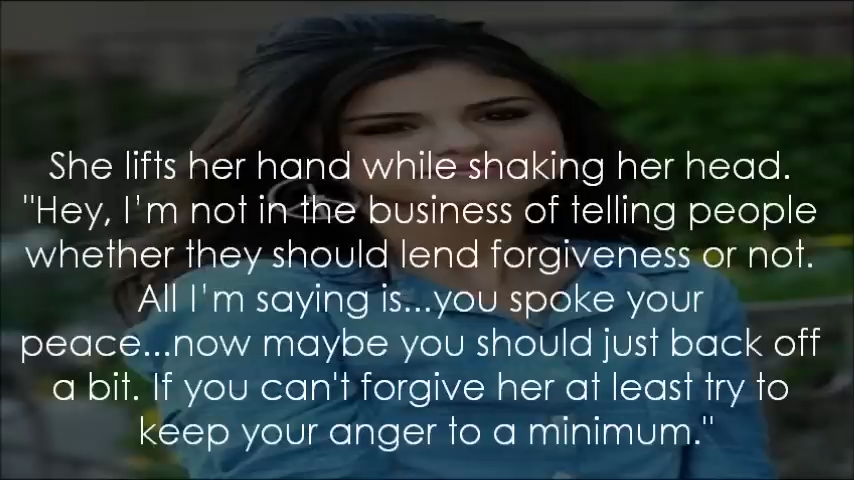 She lifts her hand while shaking her head.
"Hey, I'm not in the business of telling people
whether they should lend forgiveness or not.
All I'm saying is...you spoke your
peace...now maybe you should just back off
a bit. If you can't forgive her at least try to
keep your anger to a minimum."